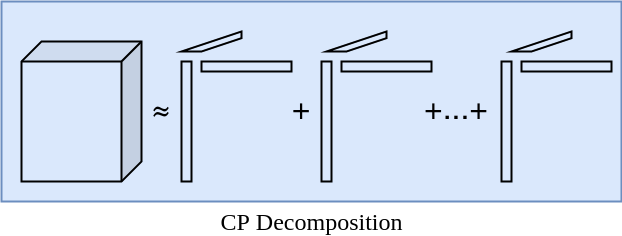 ≈ + +...+
CP Decomposition